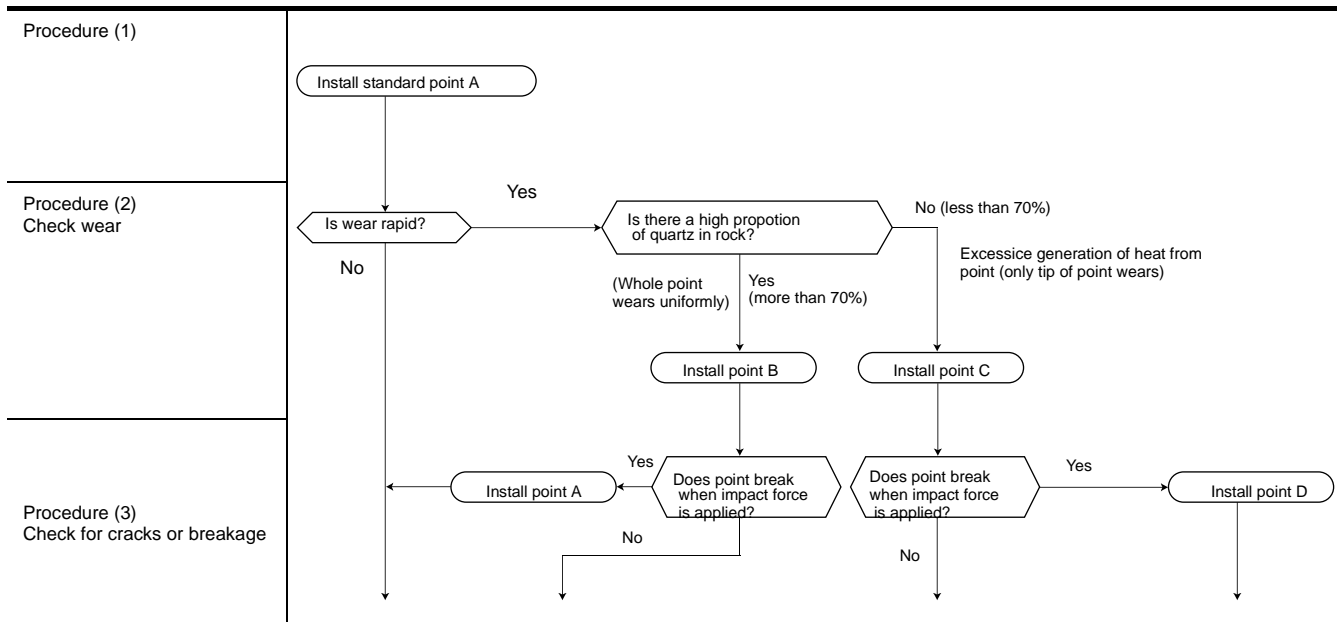 Procedure (1)
Install standard point A
Procedure (2)
Check wear
Is wear rapid?
Yes
No
Is there a high propotion
of quartz in rock?
No (less than 70%)
Excessice generation of heat from
point (only tip of point wears)
(Whole point
wears uniformly)
Yes
(more than 70%)
Install point B
Install point C
Procedure (3)
Check for cracks or breakage
Install point A
Yes
Does point break
when impact force
is applied?
No
Does point break
when impact force
is applied?
Yes
No
Install point D